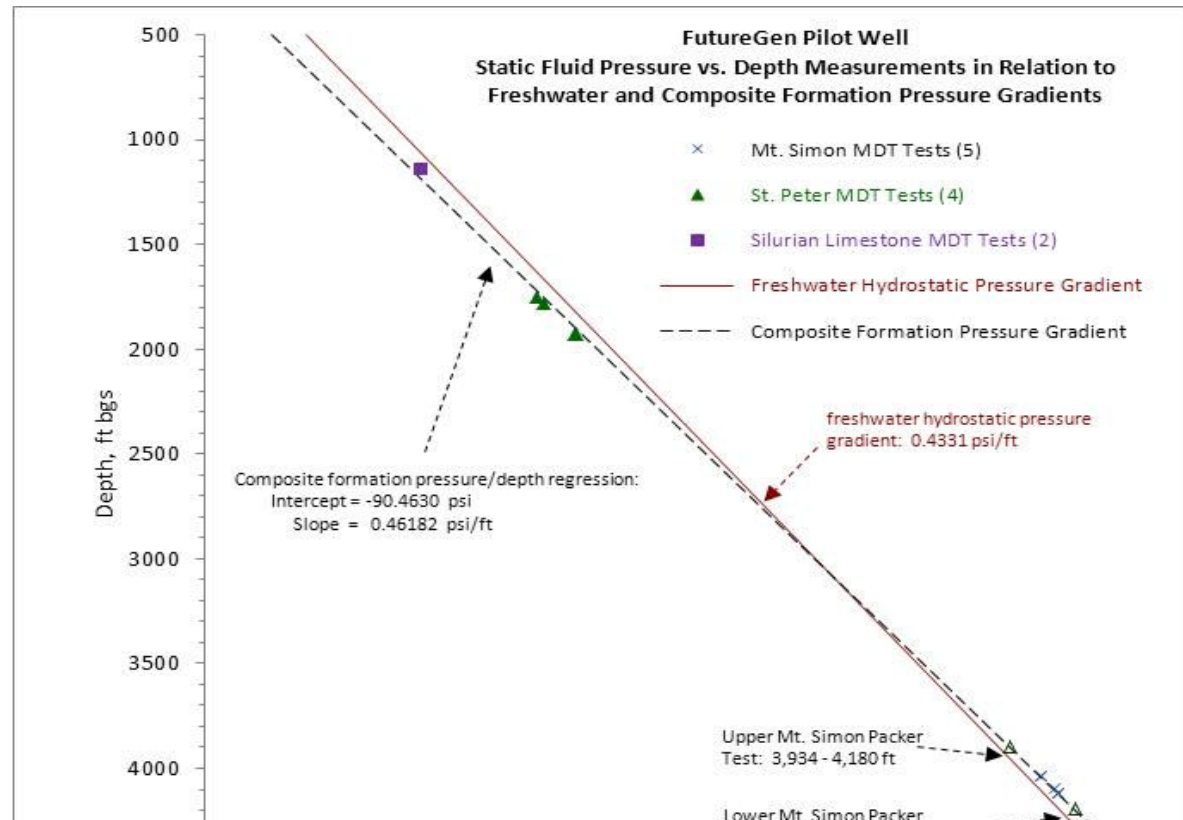 FutureGen Pilot Well
Static Fluid Pressure vs. Depth Measurements in Relation to
Freshwater and Composite Formation Pressure Gradients
Mt. Simon MDT Tests (5)
St. Peter MDT Tests (4)
Silurian Limestone MDT Tests (2)
Freshwater Hydrostatic Pressure Gradient
Composite Formation Pressure Gradient
500
1000
1500
2000
2500
3000
3500
4000
Depth, ft bgs
freshwater hydrostatic pressure
gradient: 0.4331 psi/ft
Composite formation pressure/depth regression:
Intercept = -90.4630 psi
Slope = 0.46182 psi/ft
Upper Mt. Simon Packer
Test: 3,934 - 4,180 ft
Lower Mt. Simon Packer